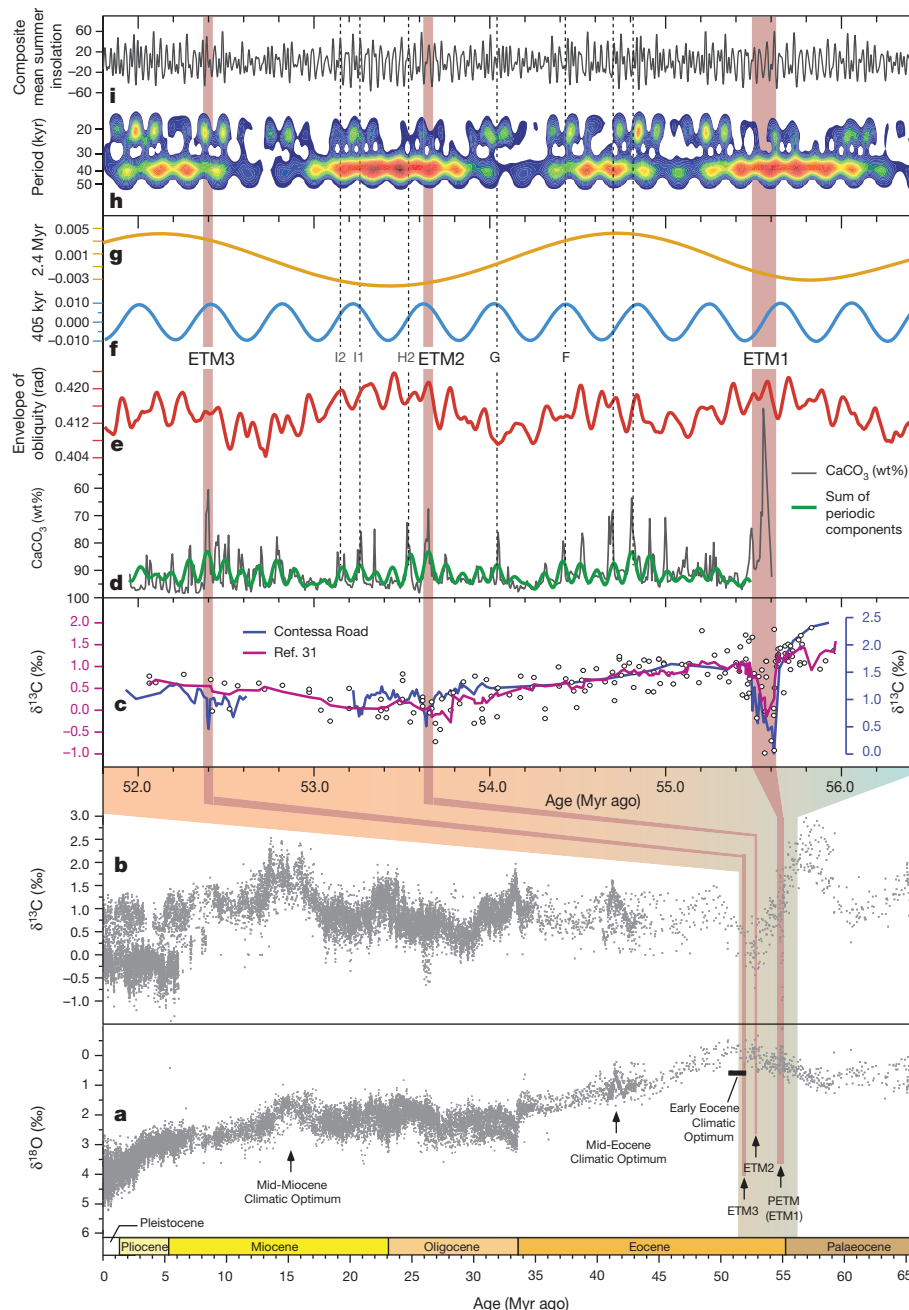 Composite
mean summer
insolation
60
20
−20
−60
i
Period (kyr)
20
30
40
50
h
2.4 Myr
0.005
0.001
−0.003
g
405 kyr
0.010
0.000
−0.010
f
ETM3
I2
I1
H2
ETM2
G
F
ETM1
Envelope of
obliquity (rad)
0.420
0.412
0.404
e
CaCO3 (wt%)
60
70
80
90
100
d
CaCO3 (wt%)
Sum of
periodic
components
δ13C (‰)
2.0
1.5
1.0
0.5
0.0
−0.5
−1.0
c
Contessa Road
Ref. 31
2.5
2.0
1.5
1.0
0.5
0.0
δ13C (‰)
52.0
53.0
54.0
55.0
56.0
Age (Myr ago)
δ13C (‰)
3.0
2.5
2.0
1.5
1.0
0.5
0.0
−0.5
−1.0
b
δ18O (‰)
0
1
2
3
4
5
6
a
Mid-Miocene
Climatic Optimum
Mid-Eocene
Climatic Optimum
Early Eocene
Climatic
Optimum
ETM2
ETM3
PETM
(ETM1)
Pleistocene
Pliocene
Miocene
Oligocene
Eocene
Palaeocene
0
5
10
15
20
25
30
35
40
45
50
55
60
65
Age (Myr ago)